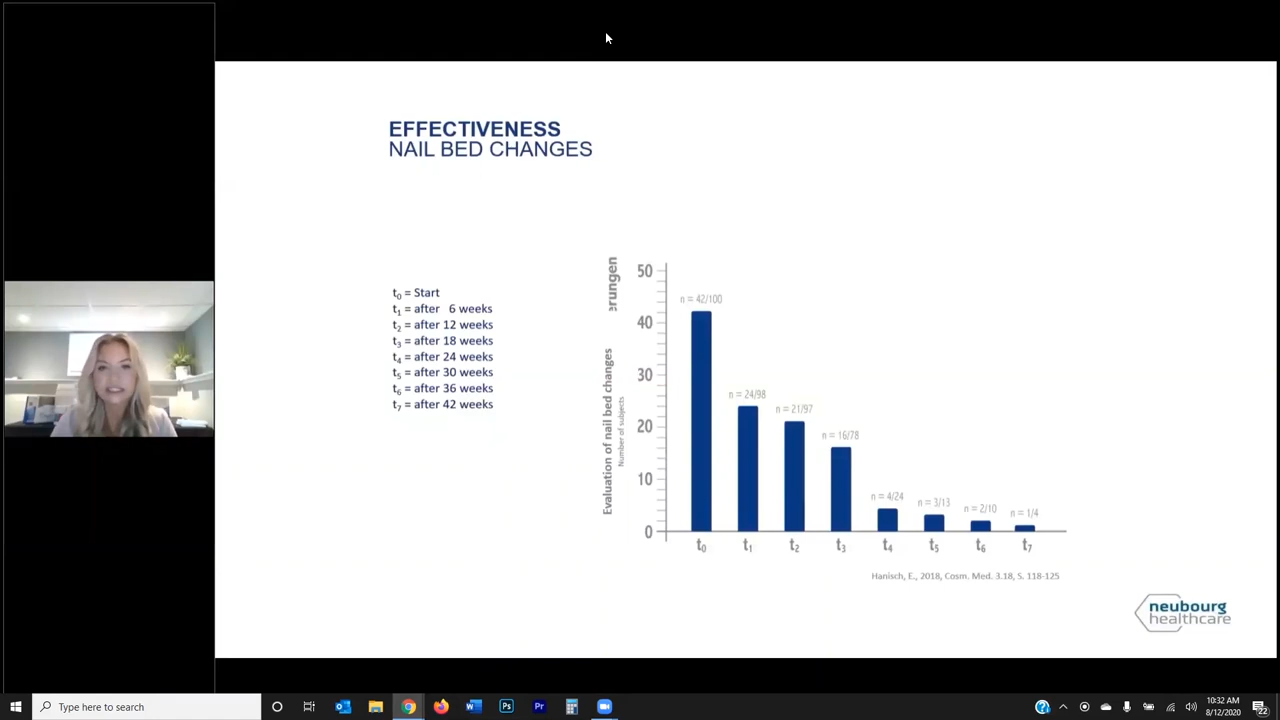 EFFECTIVENESS
NAIL BED CHANGES
t0 = Start
t1 = after 6 weeks
t2 = after 12 weeks
t3 = after 18 weeks
t4 = after 24 weeks
t5 = after 30 weeks
t6 = after 36 weeks
t7 = after 42 weeks
erungen
Evaluation of nail bed changes
Number of subjects
50
40
30
20
10
0
n = 42/100
n = 24/98
n = 21/97
n = 16/78
n = 4/24
n = 3/13
n = 2/10
n = 1/4
t0 t1 t2 t3 t4 t5 t6 t7
Hanisch, E., 2018, Cosm. Med. 3.18, S. 118-125
neubourg
healthcare
Type here to search
Ps
Pr
10:32 AM
8/12/2020
22